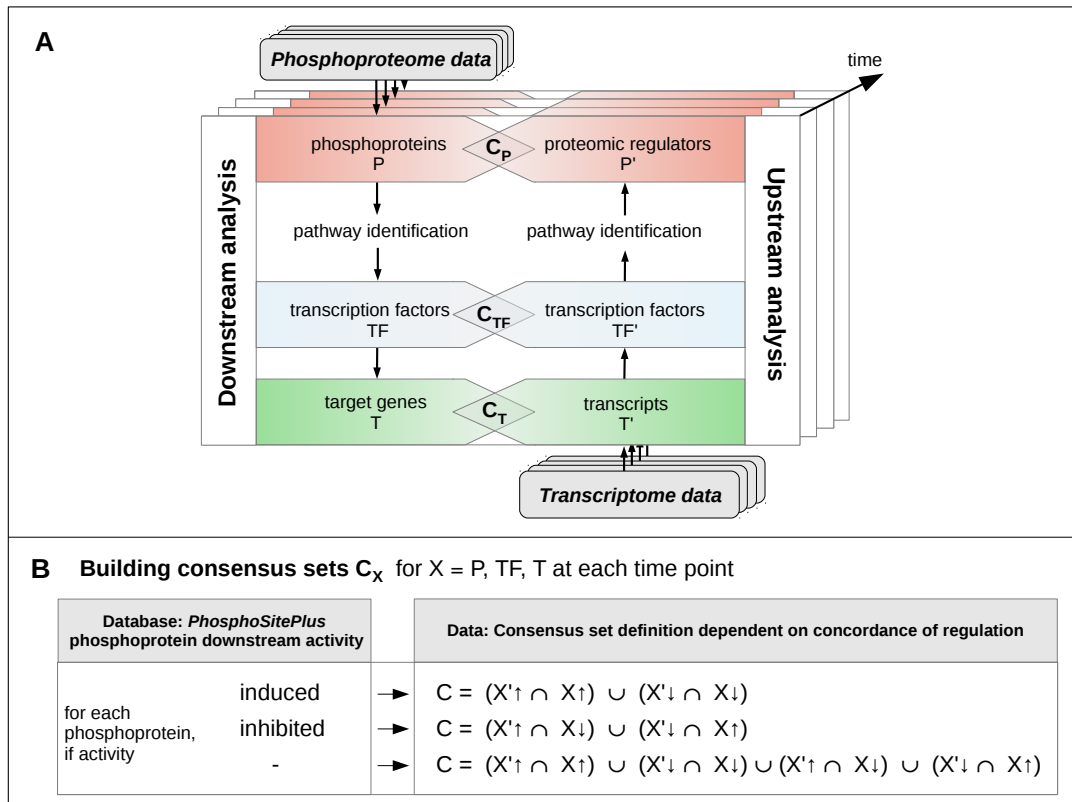 A
Phosphoproteome data
time
Downstream analysis
phosphoproteins
P
C_P
proteomic regulators
P'
Upstream analysis
pathway identification
pathway identification
transcription factors
TF
C_TF
transcription factors
TF'
target genes
T
C_T
transcripts
T'
Transcriptome data
B Building consensus sets C_X for X = P, TF, T at each time point
Database: PhosphoSitePlus
phosphoprotein downstream activity
Data: Consensus set definition dependent on concordance of regulation
for each
phosphoprotein,
if activity
induced → C = (X'↑ ∩ X↑) ∪ (X'↓ ∩ X↓)
inhibited → C = (X'↑ ∩ X↓) ∪ (X'↓ ∩ X↑)
- → C = (X'↑ ∩ X↑) ∪ (X'↓ ∩ X↓) ∪ (X'↑ ∩ X↓) ∪ (X'↓ ∩ X↑)